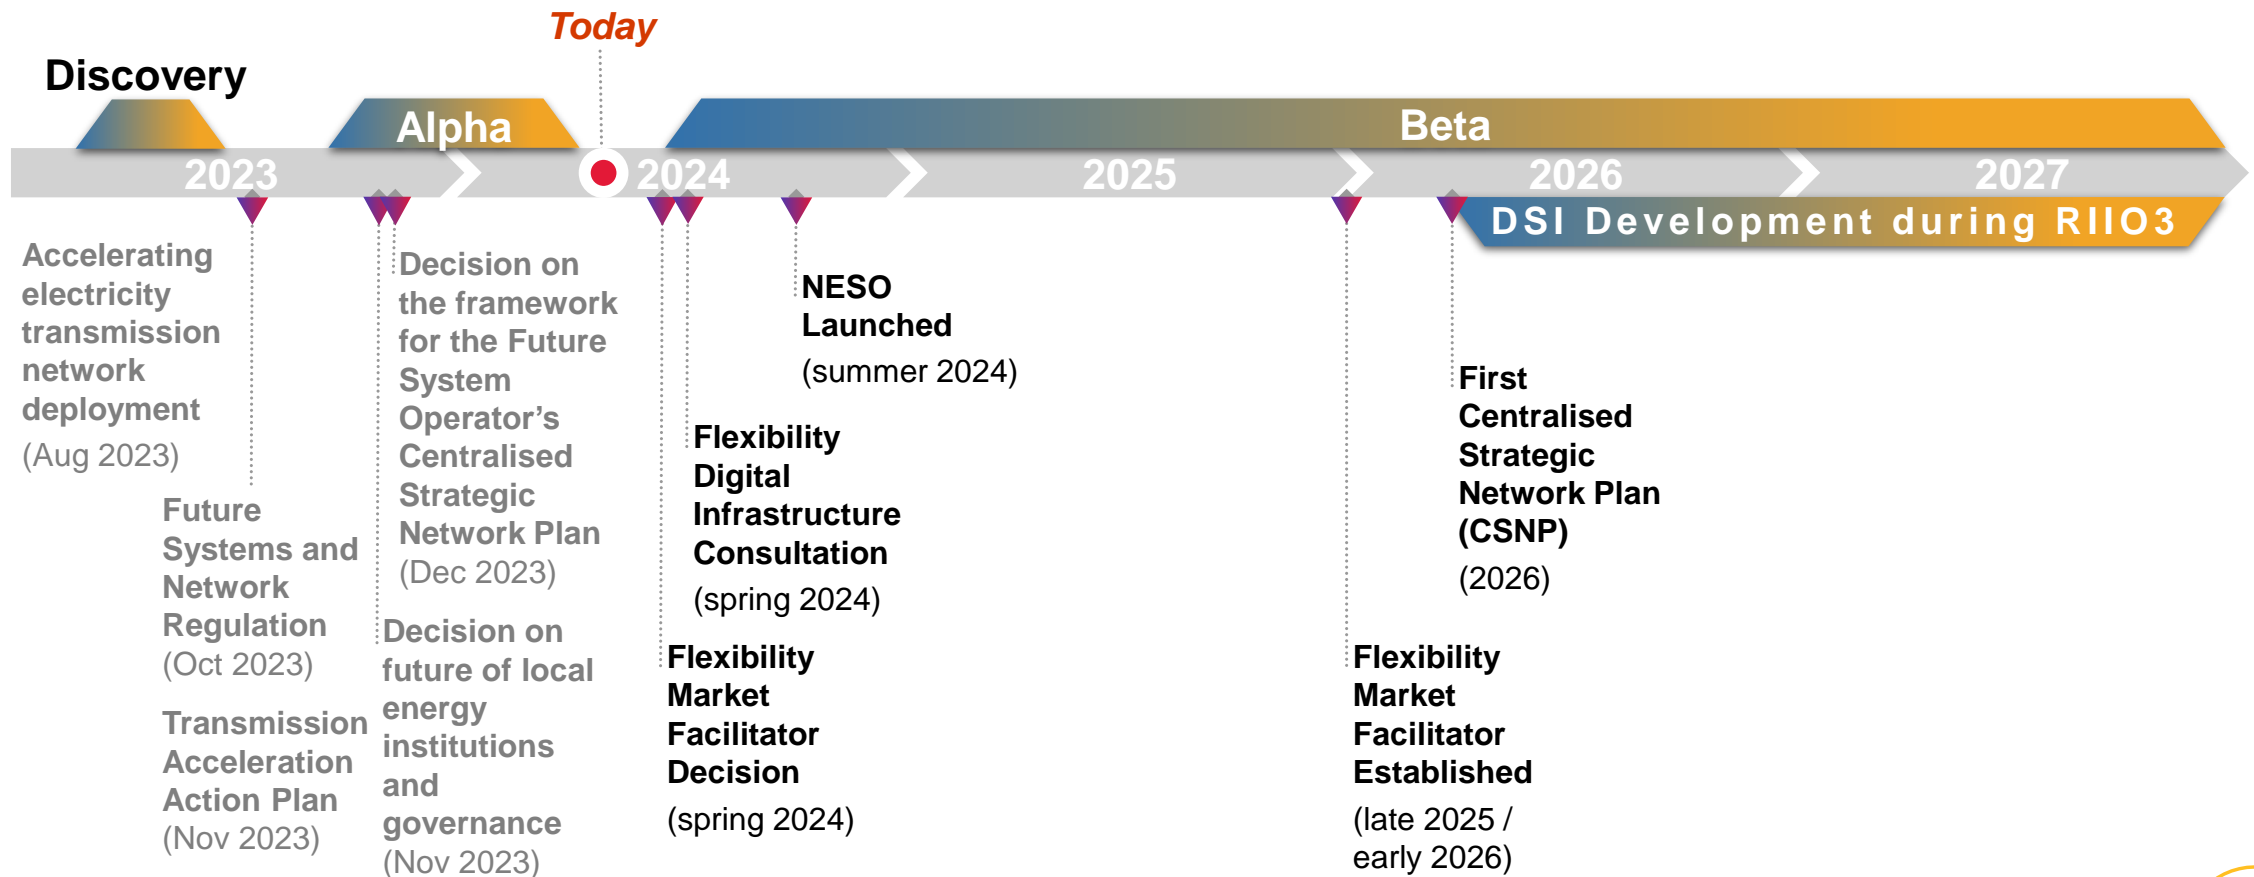 Today
Discovery
Alpha
Beta
2023
2024
2025
2026
2027
DSI Development during RIIO3
Accelerating
electricity
transmission
network
deployment
(Aug 2023)
Future
Systems and
Network
Regulation
(Oct 2023)
Transmission
Acceleration
Action Plan
(Nov 2023)
Decision on
the framework
for the Future
System
Operator’s
Centralised
Strategic
Network Plan
(Dec 2023)
Decision on
future of local
energy
institutions
and
governance
(Nov 2023)
NESO
Launched
(summer 2024)
Flexibility
Digital
Infrastructure
Consultation
(spring 2024)
Flexibility
Market
Facilitator
Decision
(spring 2024)
First
Centralised
Strategic
Network Plan
(CSNP)
(2026)
Flexibility
Market
Facilitator
Established
(late 2025 /
early 2026)